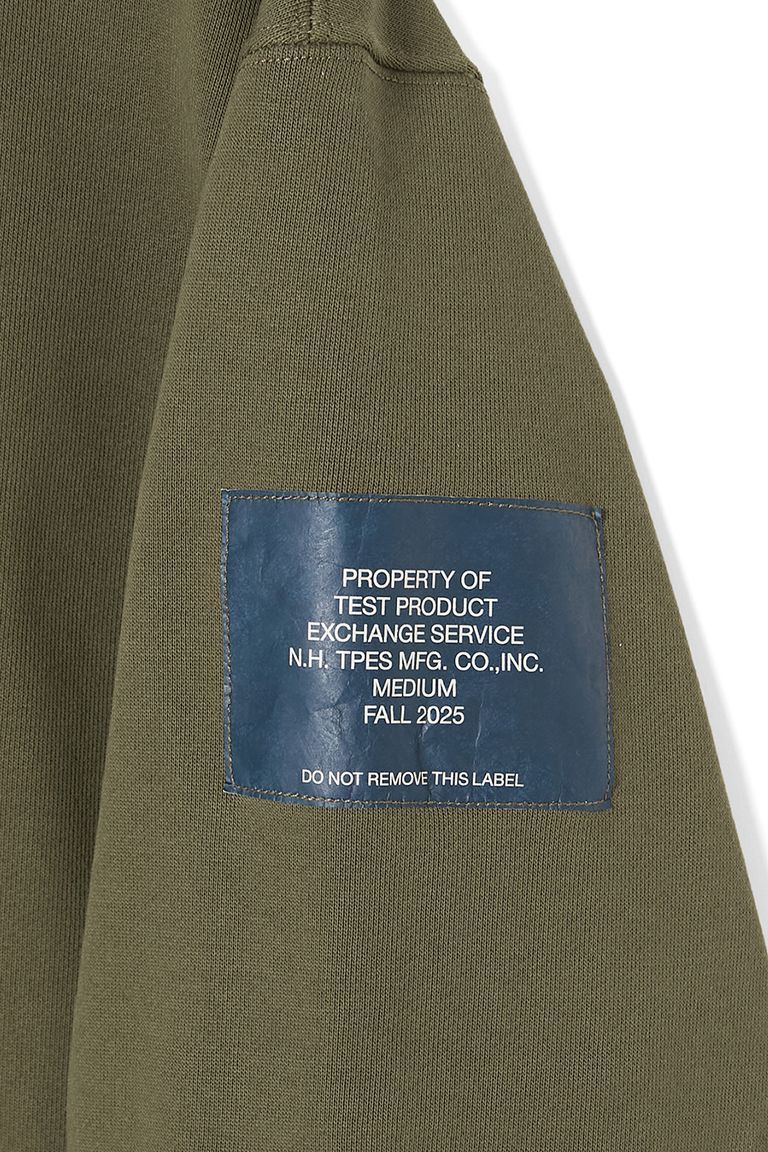 PROPERTY OF
TEST PRODUCT
EXCHANGE SERVICE
N.H. TPES MFG. CO.,INC.
MEDIUM
FALL 2025
DO NOT REMOVE THIS LABEL